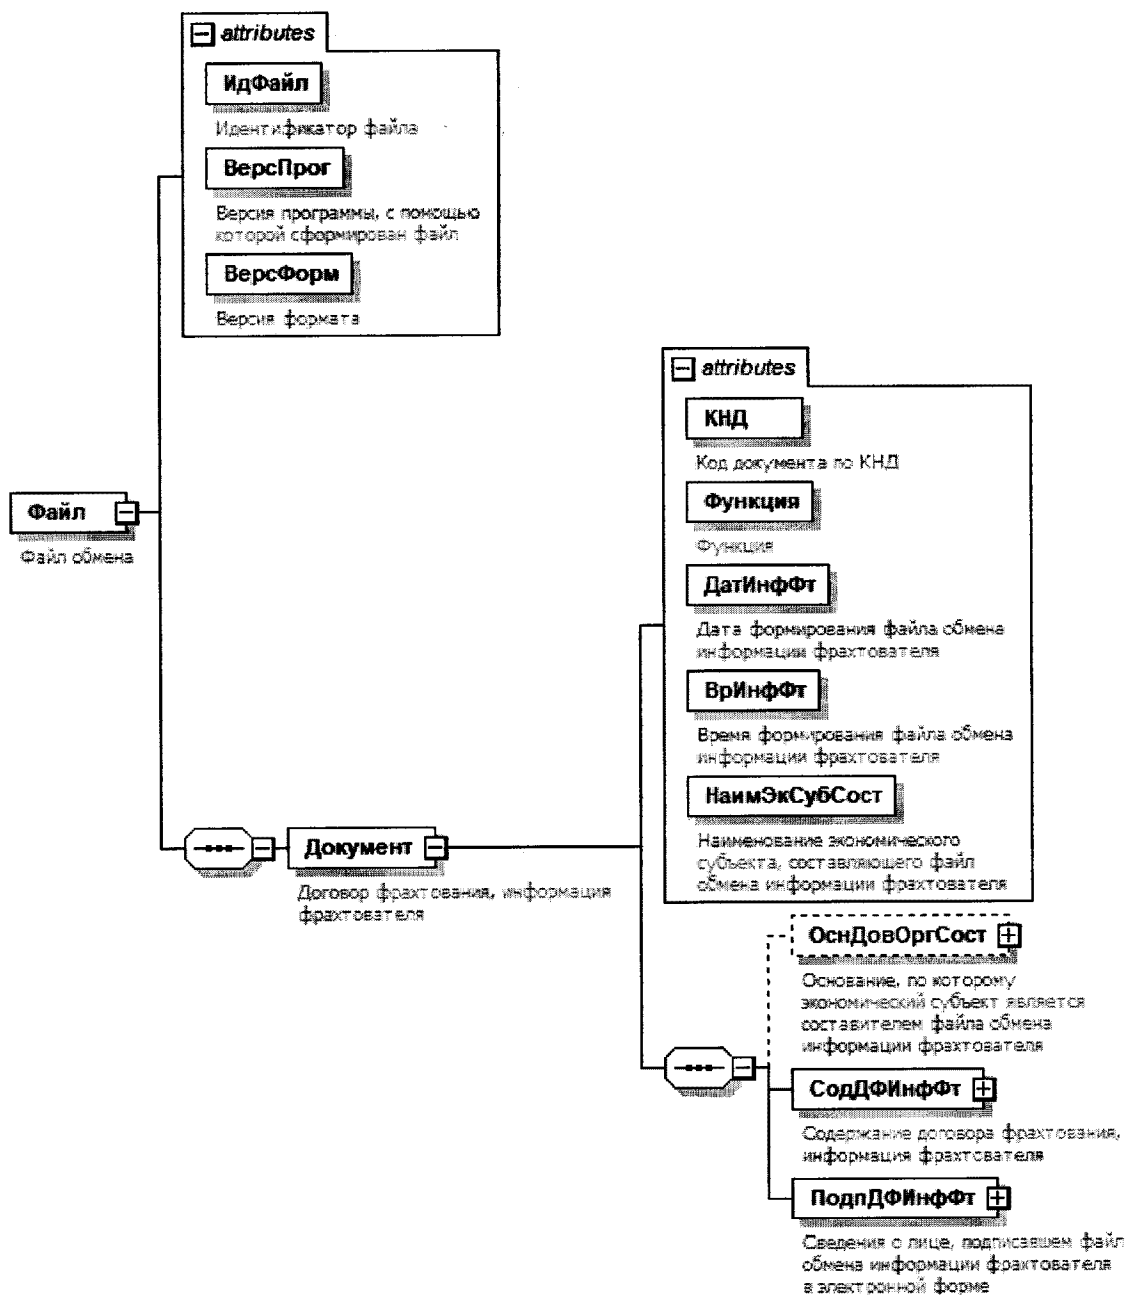 attributes
ИдФайл
Идентификатор файла
ВерсПрог
Версия программы, с помощью
которой сформирован файл
ВерсФорм
Версия формата
attributes
КНД
Код документа по КНД
Функция
Функция
ДатИнфФт
Дата формирования файла обмена
информации фрахтователя
ВрИнфФт
Время формирования файла обмена
информации фрахтователя
НаимЭкСубСост
Наименование экономического
субъекта, составляющего файл
обмена информации фрахтователя
Файл
Файл обмена
Документ
Договор фрахтования, информация
фрахтователя
ОснДовОргСост
Основание, по которому
экономический субъект является
составителем файла обмена
информации фрахтователя
СодДФИнфФт
Содержание договора фрахтования,
информация фрахтователя
ПодпДФИнфФт
Сведения о лице, подписавшем файл
обмена информации фрахтователя
в электронной форме